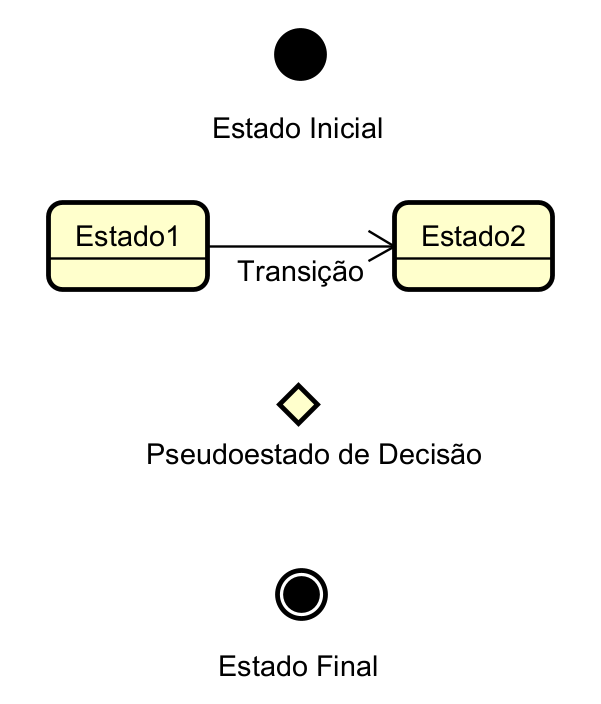 Estado Inicial
Estado1
Estado2
Transição
Pseudoestado de Decisão
Estado Final